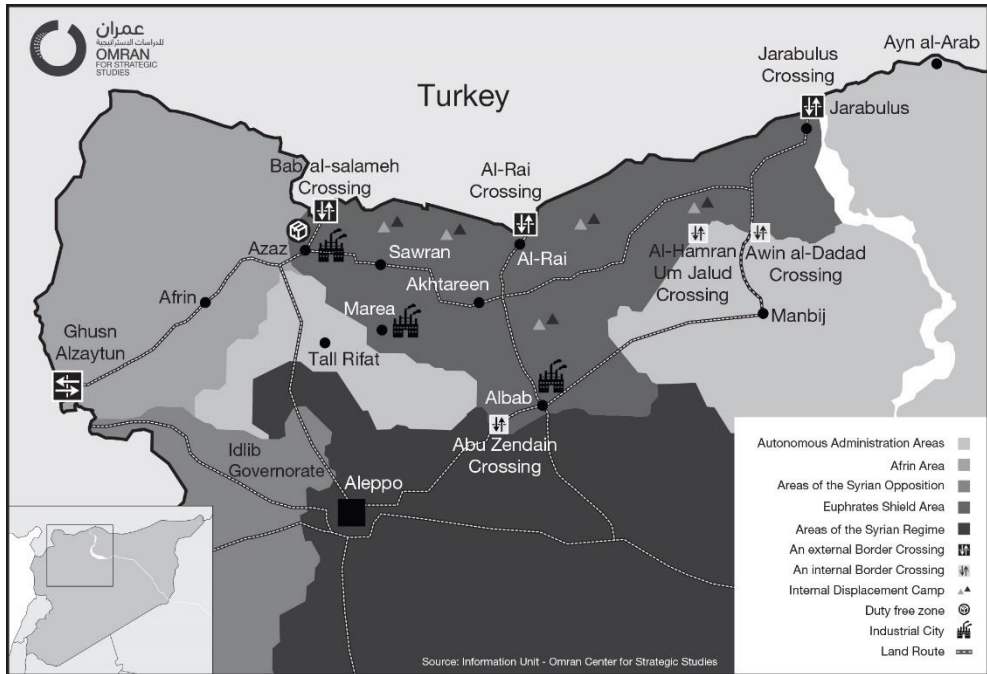 عمران
للدراسات الاستراتيجية
OMRAN
FOR STRATEGIC
STUDIES
Turkey
Jarabulus
Crossing
Ayn al-Arab
Jarabulus
Bab al-salameh
Crossing
Al-Rai
Crossing
Azaz
Sawran
Al-Rai
Al-Hamran
Um Jalud
Crossing
Awin al-Dadad
Crossing
Akhtareen
Afrin
Marea
Manbij
Ghusn
Alzaytun
Tall Rifat
Albab
Abu Zendain
Crossing
Idlib
Governorate
Aleppo
Autonomous Administration Areas
Afrin Area
Areas of the Syrian Opposition
Euphrates Shield Area
Areas of the Syrian Regime
An external Border Crossing
An internal Border Crossing
Internal Displacement Camp
Duty free zone
Industrial City
Land Route
Source: Information Unit - Omran Center for Strategic Studies